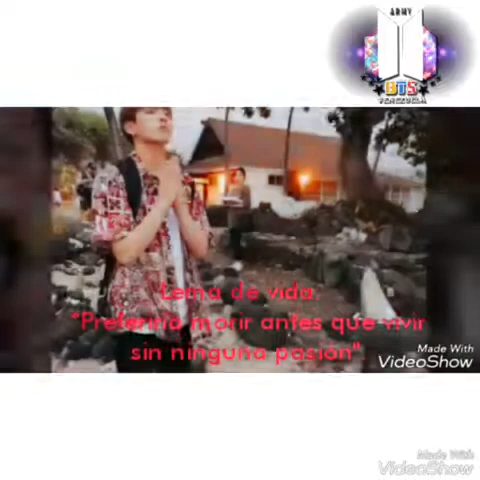 ARMY
BTS
VENEZUELA
Lema de vida:
"Preferiría morir antes que vivir
sin ninguna pasión"
Made With
VideoShow
Made With
VideoShow